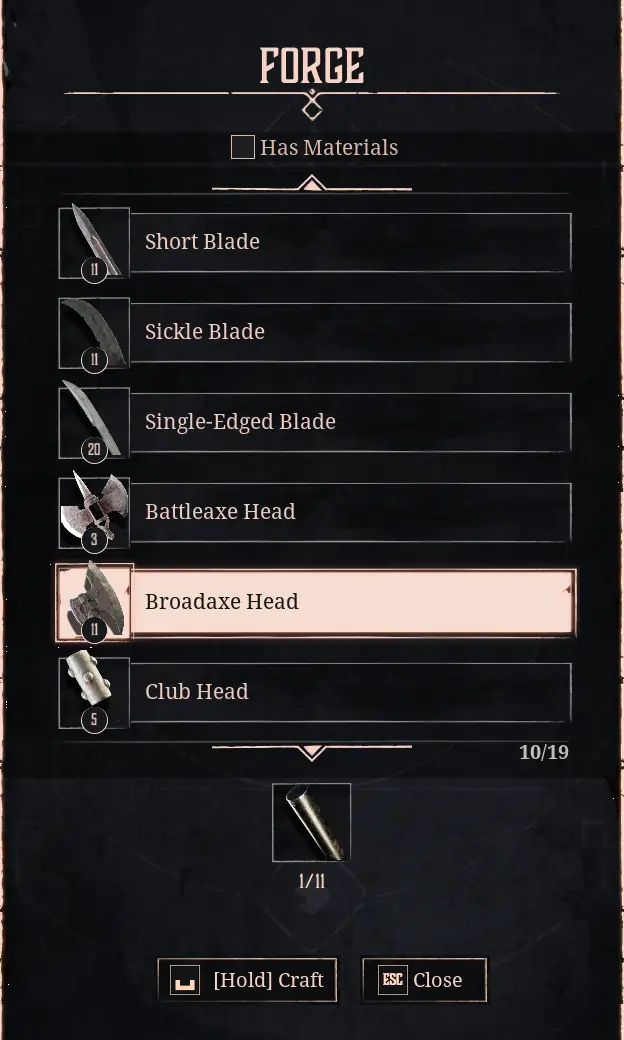 FORGE
Has Materials
Short Blade
11
Sickle Blade
11
Single-Edged Blade
20
Battleaxe Head
3
Broadaxe Head
11
Club Head
5
10/19
1/11
[Hold] Craft
ESC Close